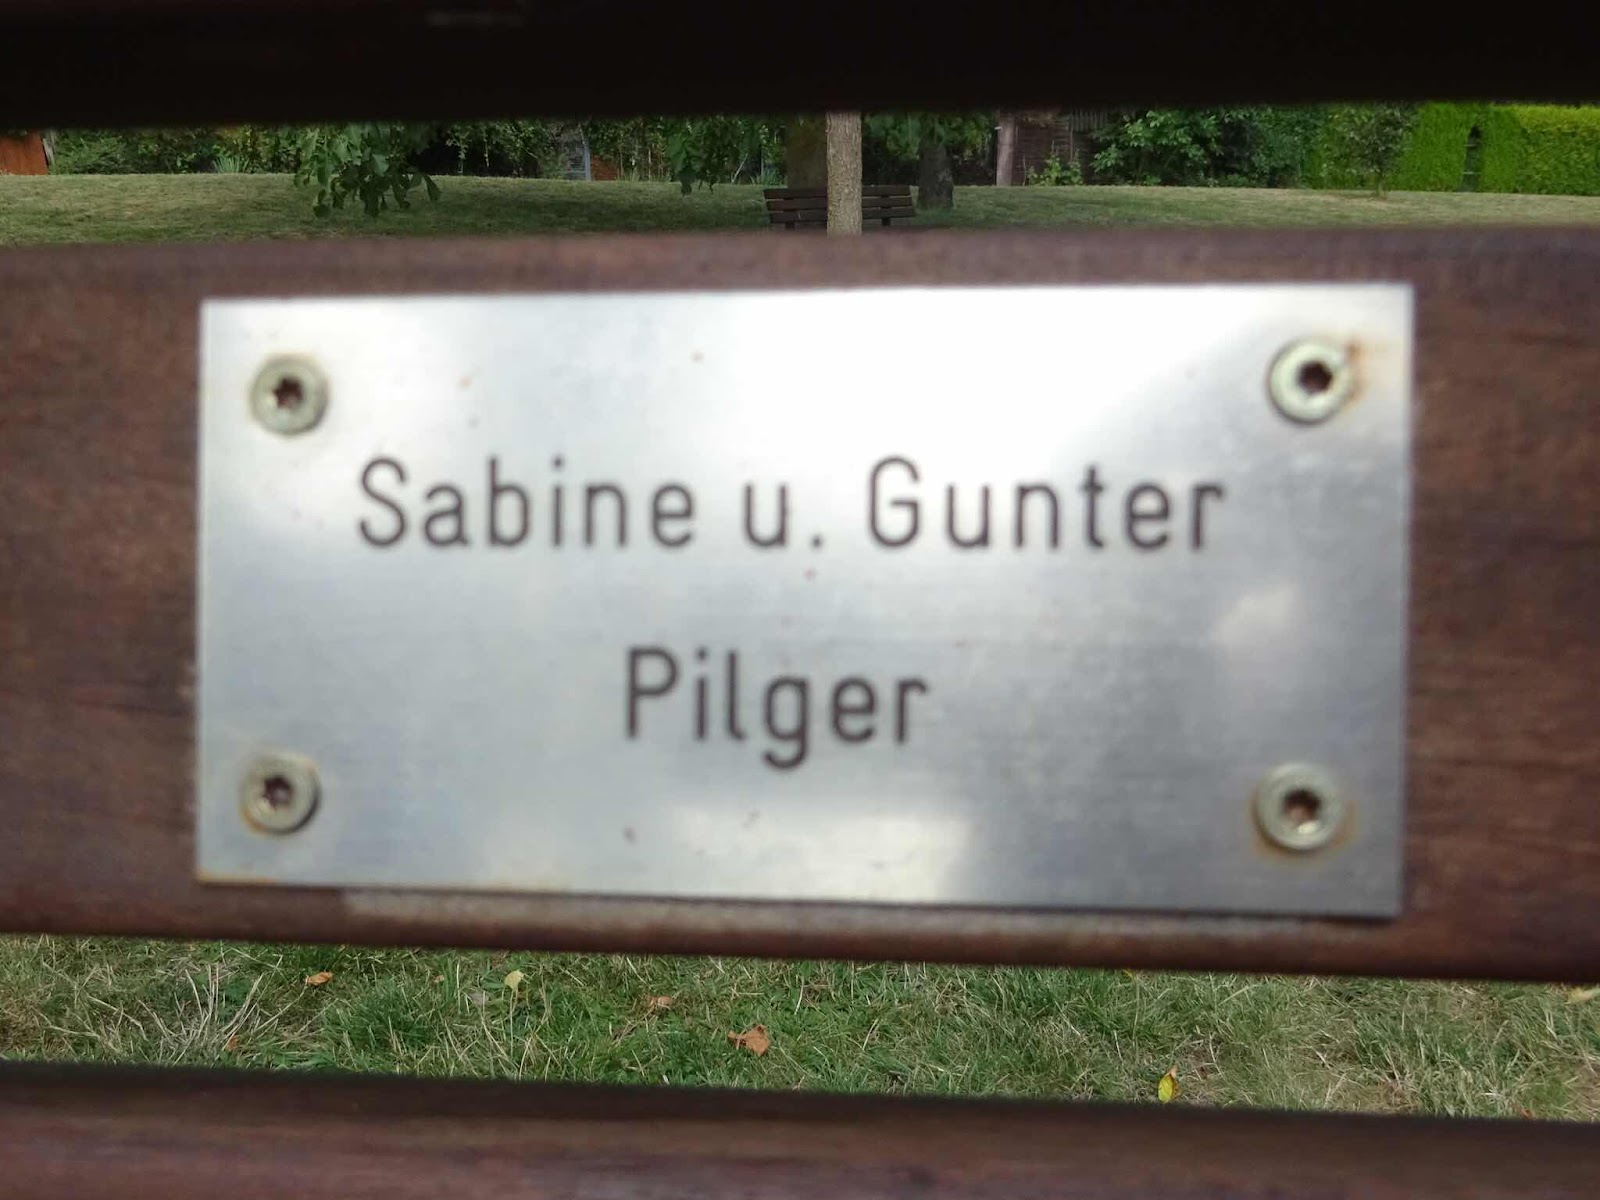 Sabine u. Gunter
Pilger